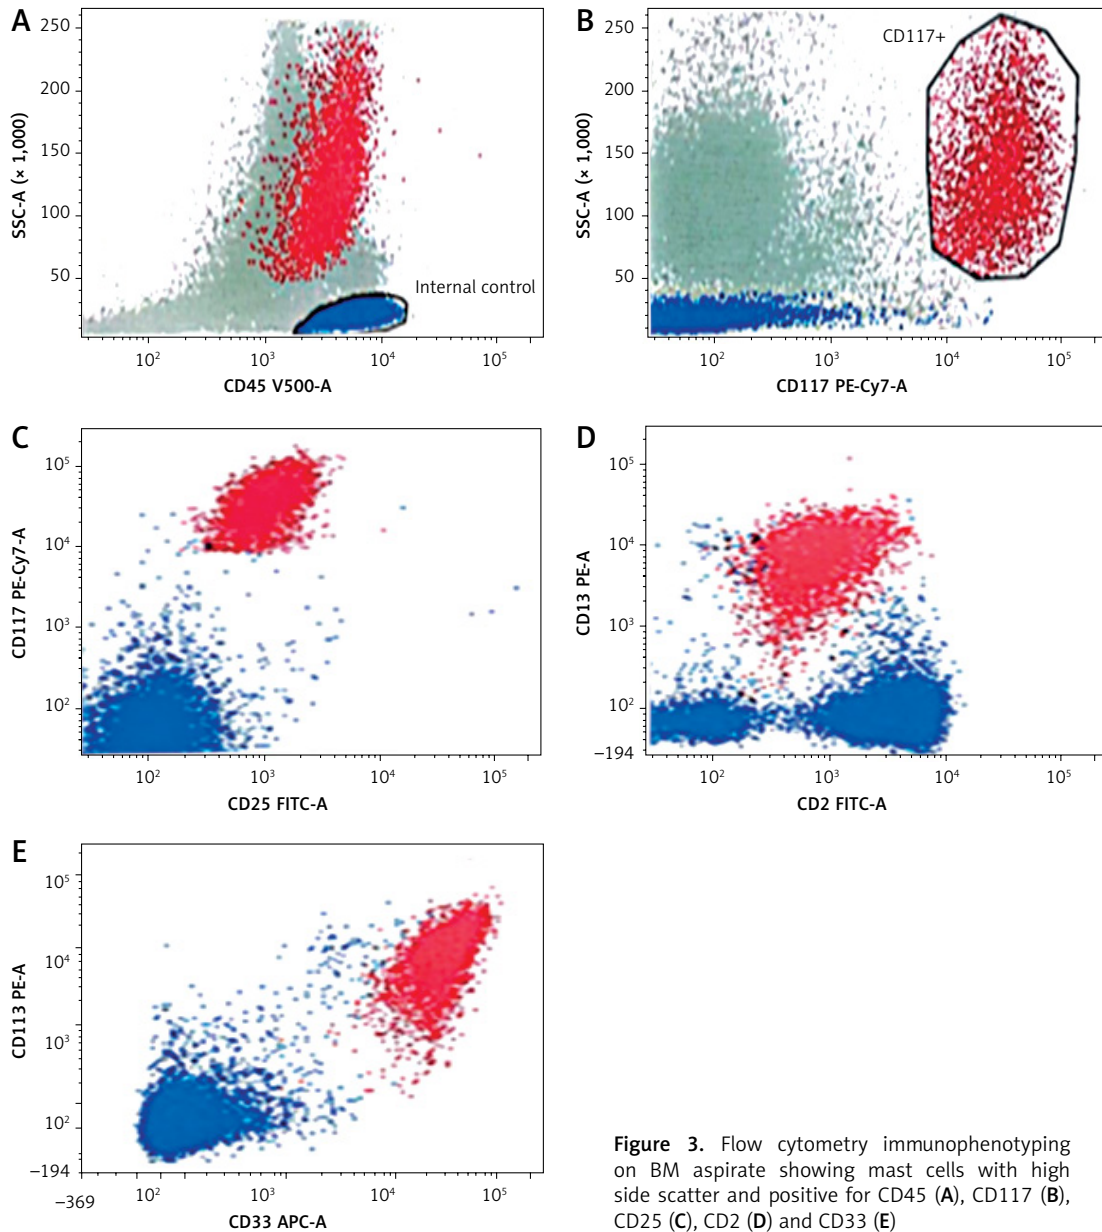 A
250
200
150
100
50
SSC-A (× 1,000)
Internal control
10² 10³ 10⁴ 10⁵
CD45 V500-A
B
250
200
150
100
50
SSC-A (× 1,000)
CD117+
10² 10³ 10⁴ 10⁵
CD117 PE-Cy7-A
C
10⁵
10⁴
10³
10²
CD117 PE-Cy7-A
10² 10³ 10⁴ 10⁵
CD25 FITC-A
D
10⁵
10⁴
10³
10²
−194
CD13 PE-A
10² 10³ 10⁴ 10⁵
CD2 FITC-A
E
10⁵
10⁴
10³
10²
−194
CD113 PE-A
−369 10² 10³ 10⁴ 10⁵
CD33 APC-A
Figure 3. Flow cytometry immunophenotyping
on BM aspirate showing mast cells with high
side scatter and positive for CD45 (A), CD117 (B),
CD25 (C), CD2 (D) and CD33 (E)